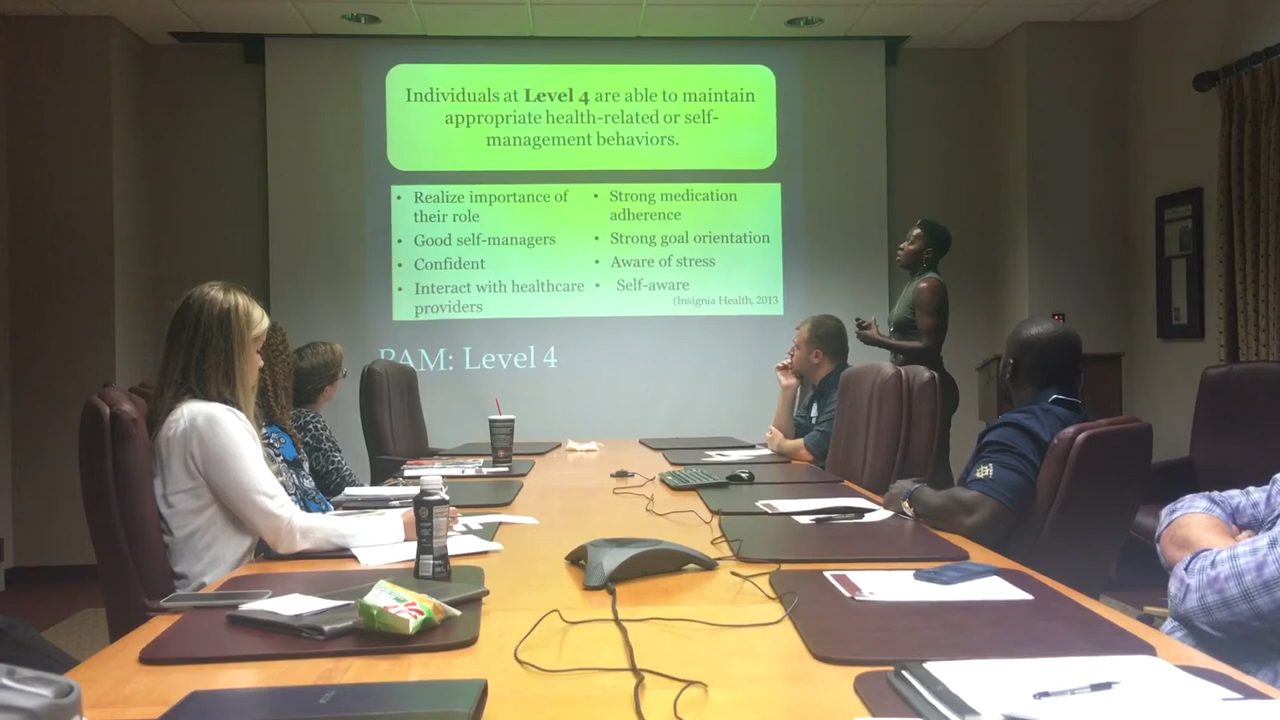 Individuals at Level 4 are able to maintain
appropriate health-related or self-
management behaviors.
• Realize importance of
their role
• Good self-managers
• Confident
• Interact with healthcare
providers
• Strong medication
adherence
• Strong goal orientation
• Aware of stress
• Self-aware
(Insignia Health, 2013
PAM: Level 4